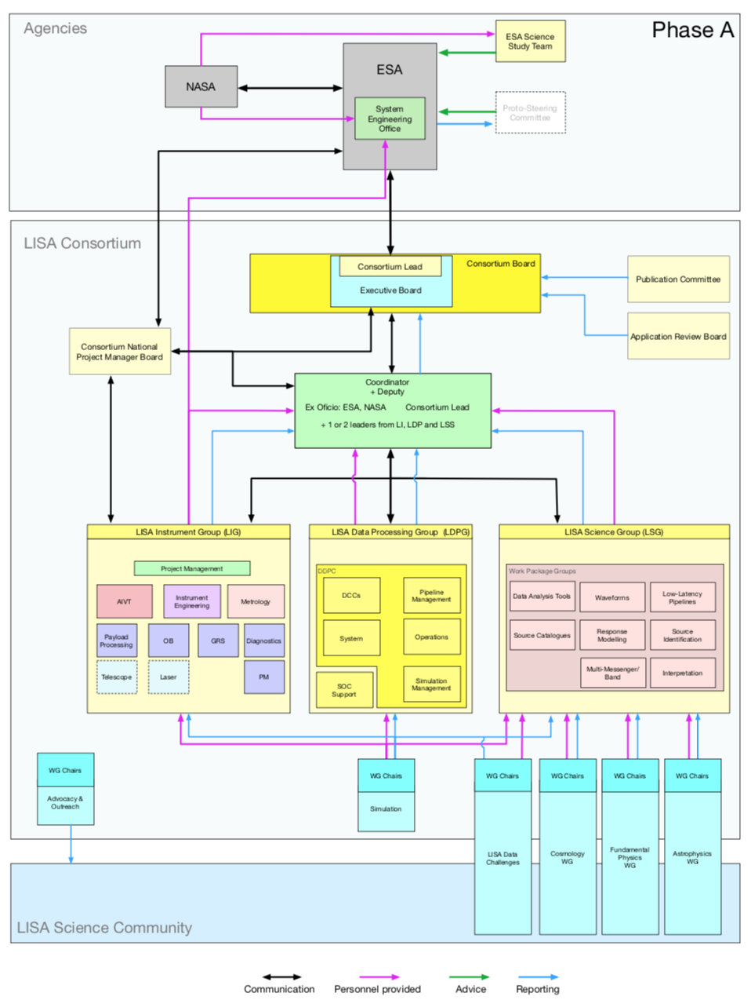 Agencies
Phase A
ESA Science
Study Team
ESA
NASA
System
Engineering
Office
Proto-Steering
Committee
LISA Consortium
Consortium Lead
Consortium Board
Executive Board
Publication Committee
Application Review Board
Consortium National
Project Manager Board
Coordinator
+ Deputy
Ex Oficio: ESA, NASA Consortium Lead
+ 1 or 2 leaders from LI, LDP and LSS
LISA Instrument Group (LIG)
Project Management
AIVT
Instrument
Engineering
Metrology
Payload
Processing
OB
GRS
Diagnostics
Telescope
Laser
PM
LISA Data Processing Group (LDPG)
DDPC
DCCs
Pipeline
Management
System
Operations
SOC
Support
Simulation
Management
LISA Science Group (LSG)
Work Package Groups
Data Analysis Tools
Waveforms
Low-Latency
Pipelines
Source Catalogues
Response
Modelling
Source
Identification
Multi-Messenger/
Band
Interpretation
WG Chairs
Advocacy &
Outreach
WG Chairs
Simulation
WG Chairs
LISA Data
Challenges
WG Chairs
Cosmology
WG
WG Chairs
Fundamental
Physics
WG
WG Chairs
Astrophysics
WG
LISA Science Community
Communication
Personnel provided
Advice
Reporting